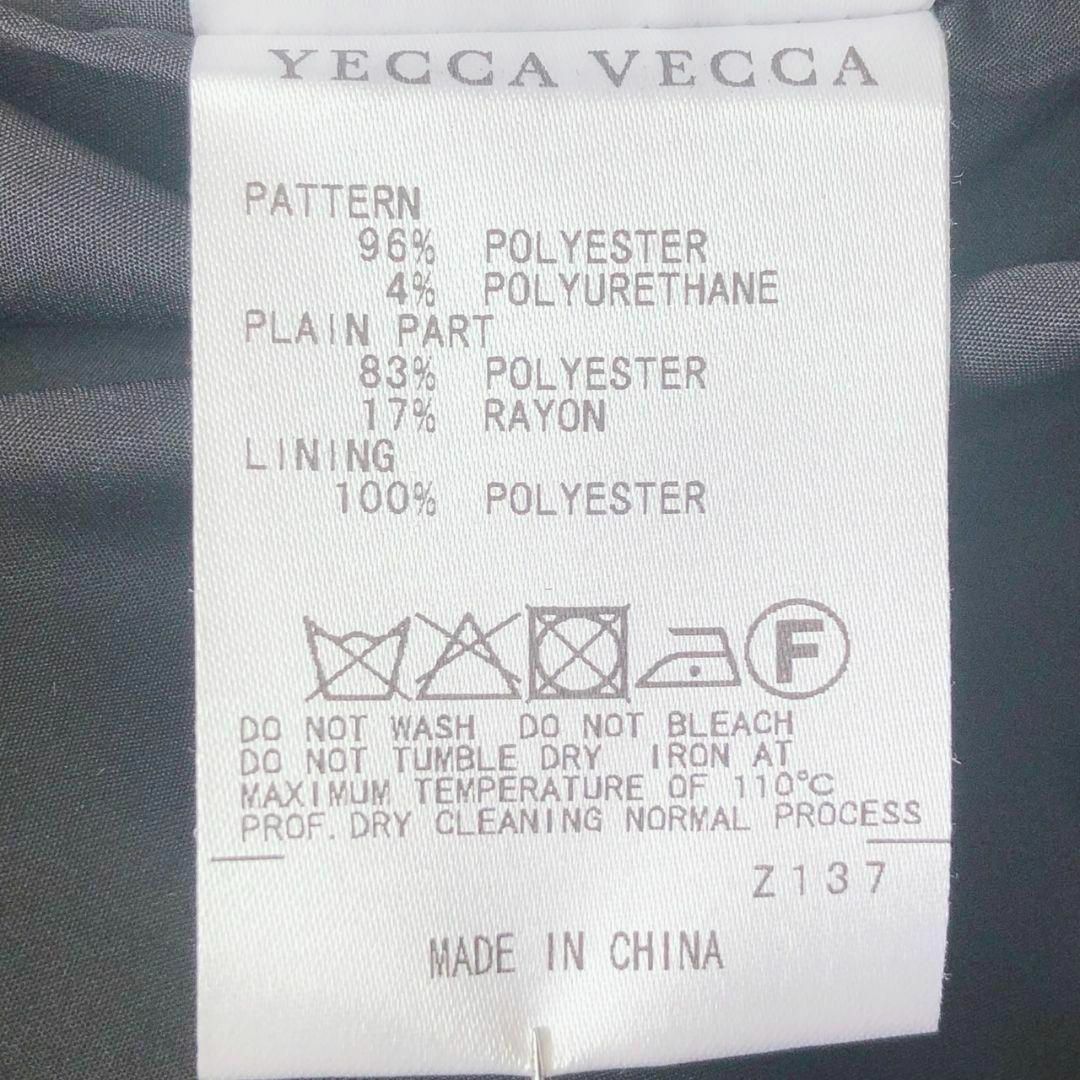 YECCA VECCA
PATTERN
96% POLYESTER
4% POLYURETHANE
PLAIN PART
83% POLYESTER
17% RAYON
LINING
100% POLYESTER
F
DO NOT WASH DO NOT BLEACH
DO NOT TUMBLE DRY IRON AT
MAXIMUM TEMPERATURE OF 110℃
PROF. DRY CLEANING NORMAL PROCESS
Z137
MADE IN CHINA